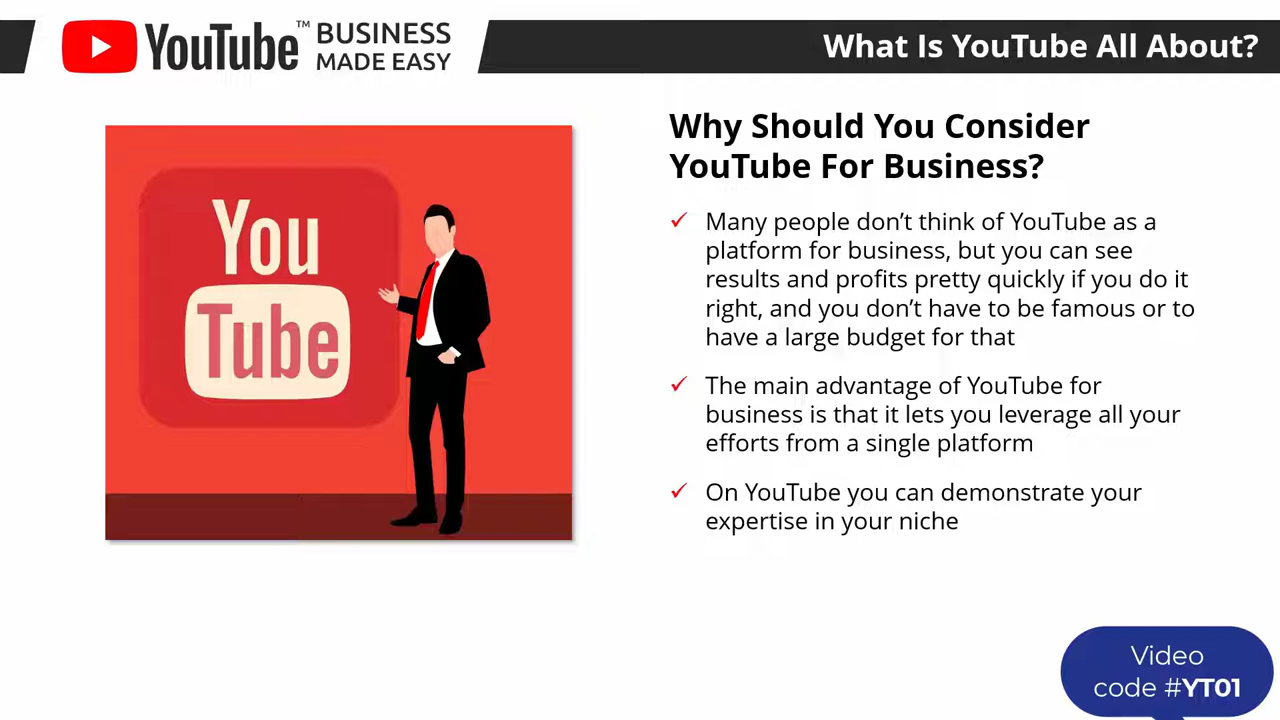 YouTube™ BUSINESS
MADE EASY
What Is YouTube All About?
You
Tube
Why Should You Consider
YouTube For Business?
✓ Many people don’t think of YouTube as a
platform for business, but you can see
results and profits pretty quickly if you do it
right, and you don’t have to be famous or to
have a large budget for that
✓ The main advantage of YouTube for
business is that it lets you leverage all your
efforts from a single platform
✓ On YouTube you can demonstrate your
expertise in your niche
Video
code #YT01